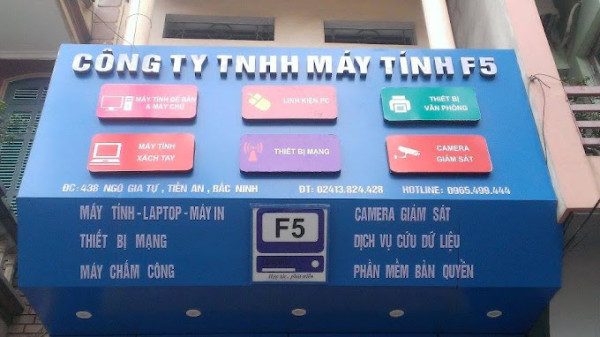 CÔNG TY TNHH MÁY TÍNH F5
MÁY TÍNH ĐỂ BÀN
& MÁY CHỦ
LINH KIỆN PC
THIẾT BỊ
VĂN PHÒNG
MÁY TÍNH
XÁCH TAY
THIẾT BỊ MẠNG
CAMERA
GIÁM SÁT
ĐC: 438 NGÔ GIA TỰ, TIỀN AN, BẮC NINH ĐT: 02413.824.428 HOTLINE: 0965.499.444
MÁY TÍNH - LAPTOP - MÁY IN
THIẾT BỊ MẠNG
MÁY CHẤM CÔNG
F5
CAMERA GIÁM SÁT
DỊCH VỤ CỨU DỮ LIỆU
PHẦN MỀM BẢN QUYỀN